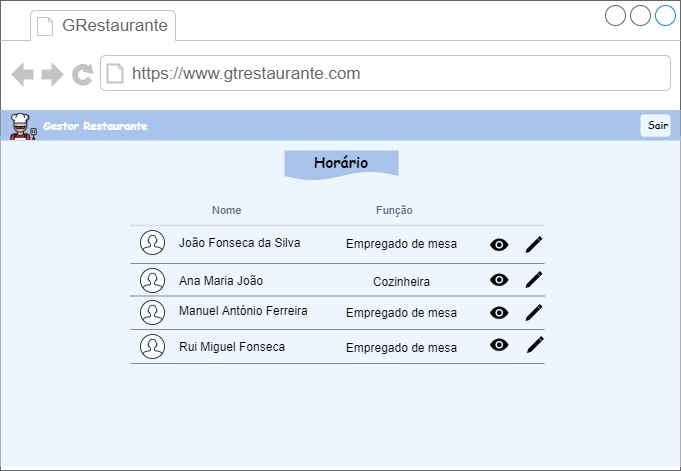 GRestaurante
https://www.gtrestaurante.com
Gestor Restaurante
Sair
Horário
Nome Função
João Fonseca da Silva Empregado de mesa
Ana Maria João Cozinheira
Manuel António Ferreira Empregado de mesa
Rui Miguel Fonseca Empregado de mesa